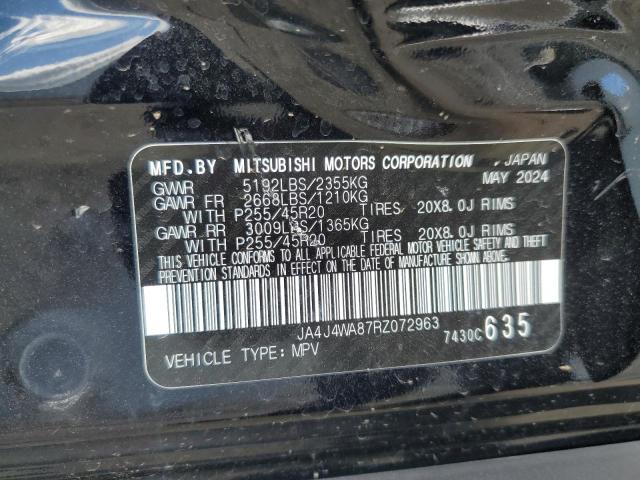 MFD.BY MITSUBISHI MOTORS CORPORATION JAPAN
GVWR 5192LBS/2355KG MAY 2024
GAWR FR 2668LBS/1210KG
WITH P255/45R20 TIRES 20X8.0J RIMS
GAWR RR 3009LBS/1365KG
WITH P255/45R20 TIRES 20X8.0J RIMS
THIS VEHICLE CONFORMS TO ALL APPLICABLE FEDERAL MOTOR VEHICLE SAFETY AND THEFT
PREVENTION STANDARDS IN EFFECT ON THE DATE OF MANUFACTURE SHOWN ABOVE.
JA4J4WA87RZ072963
7430C635
VEHICLE TYPE: MPV